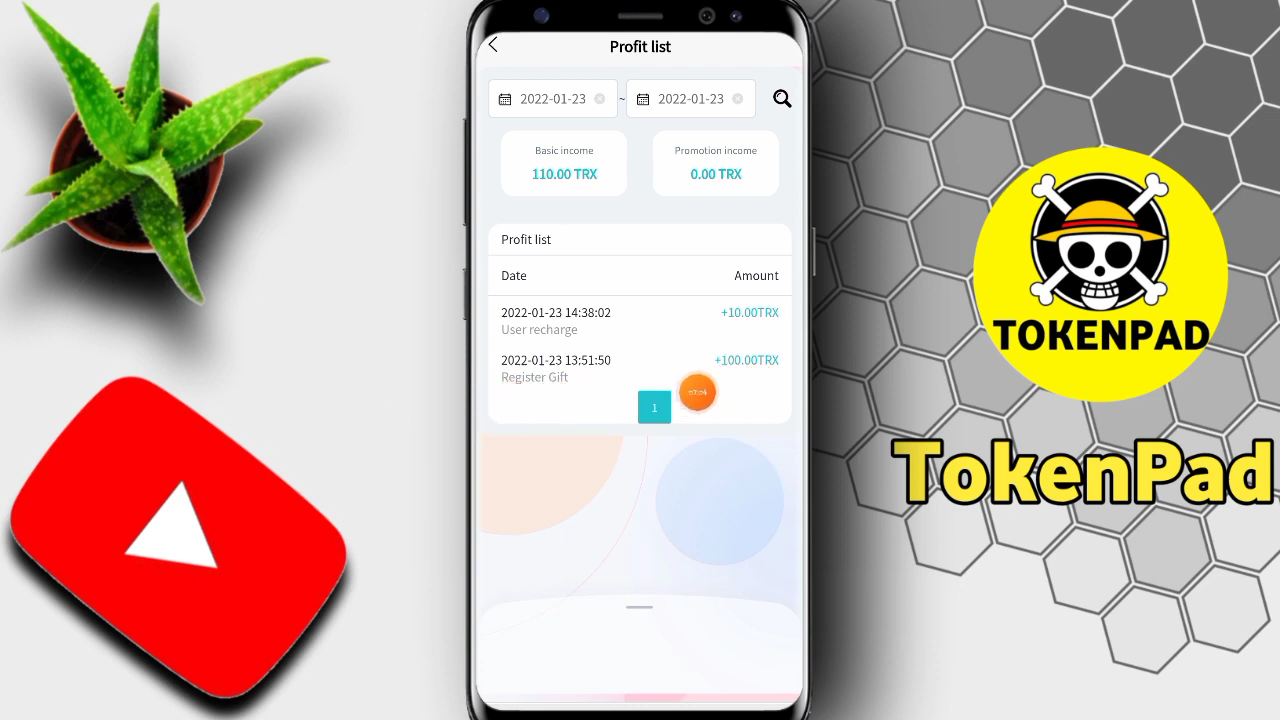 Profit list
2022-01-23 ~ 2022-01-23
Basic income
110.00 TRX
Promotion income
0.00 TRX
Profit list
Date Amount
2022-01-23 14:38:02 +10.00TRX
User recharge
2022-01-23 13:51:50 +100.00TRX
Register Gift
1
TOKENPAD
TokenPad